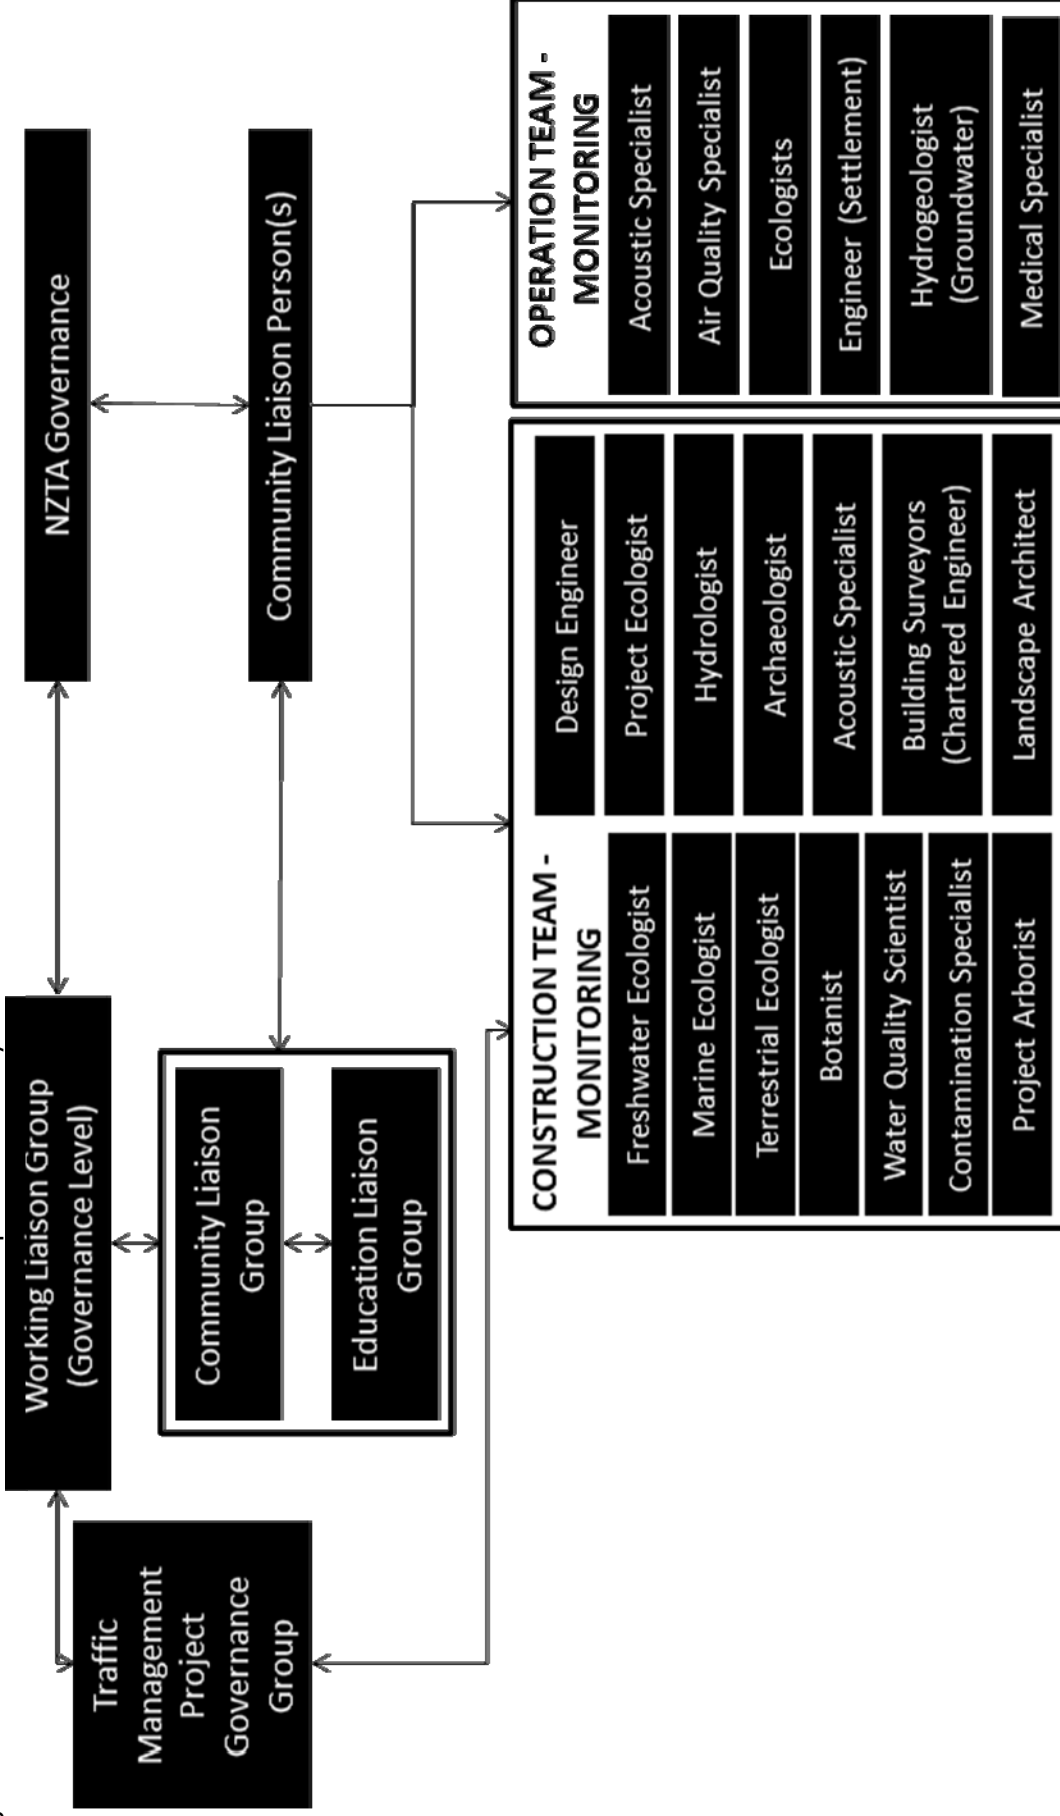 Traffic
Management
Project
Governance
Group
Working Liaison Group
(Governance Level)
NZTA Governance
Community Liaison
Group
Education Liaison
Group
Community Liaison Person(s)
CONSTRUCTION TEAM -
MONITORING
Freshwater Ecologist
Marine Ecologist
Terrestrial Ecologist
Botanist
Water Quality Scientist
Contamination Specialist
Project Arborist
Design Engineer
Project Ecologist
Hydrologist
Archaeologist
Acoustic Specialist
Building Surveyors
(Chartered Engineer)
Landscape Architect
OPERATION TEAM -
MONITORING
Acoustic Specialist
Air Quality Specialist
Ecologists
Engineer (Settlement)
Hydrogeologist
(Groundwater)
Medical Specialist